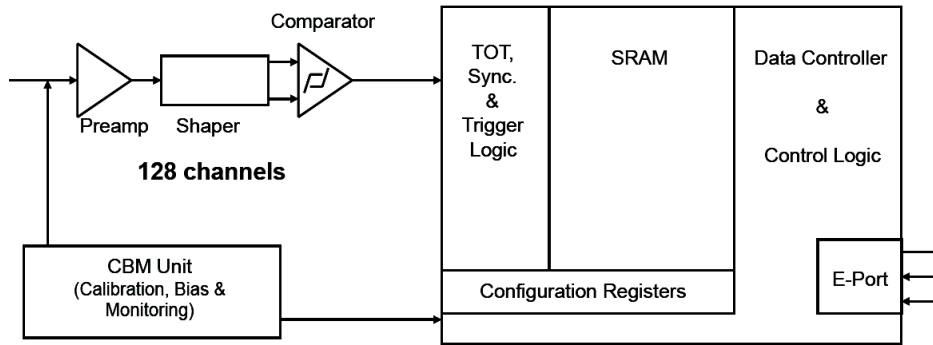 Comparator
Preamp
Shaper
128 channels
TOT,
Sync.
&
Trigger
Logic
SRAM
Data Controller
&
Control Logic
CBM Unit
(Calibration, Bias &
Monitoring)
Configuration Registers
E-Port